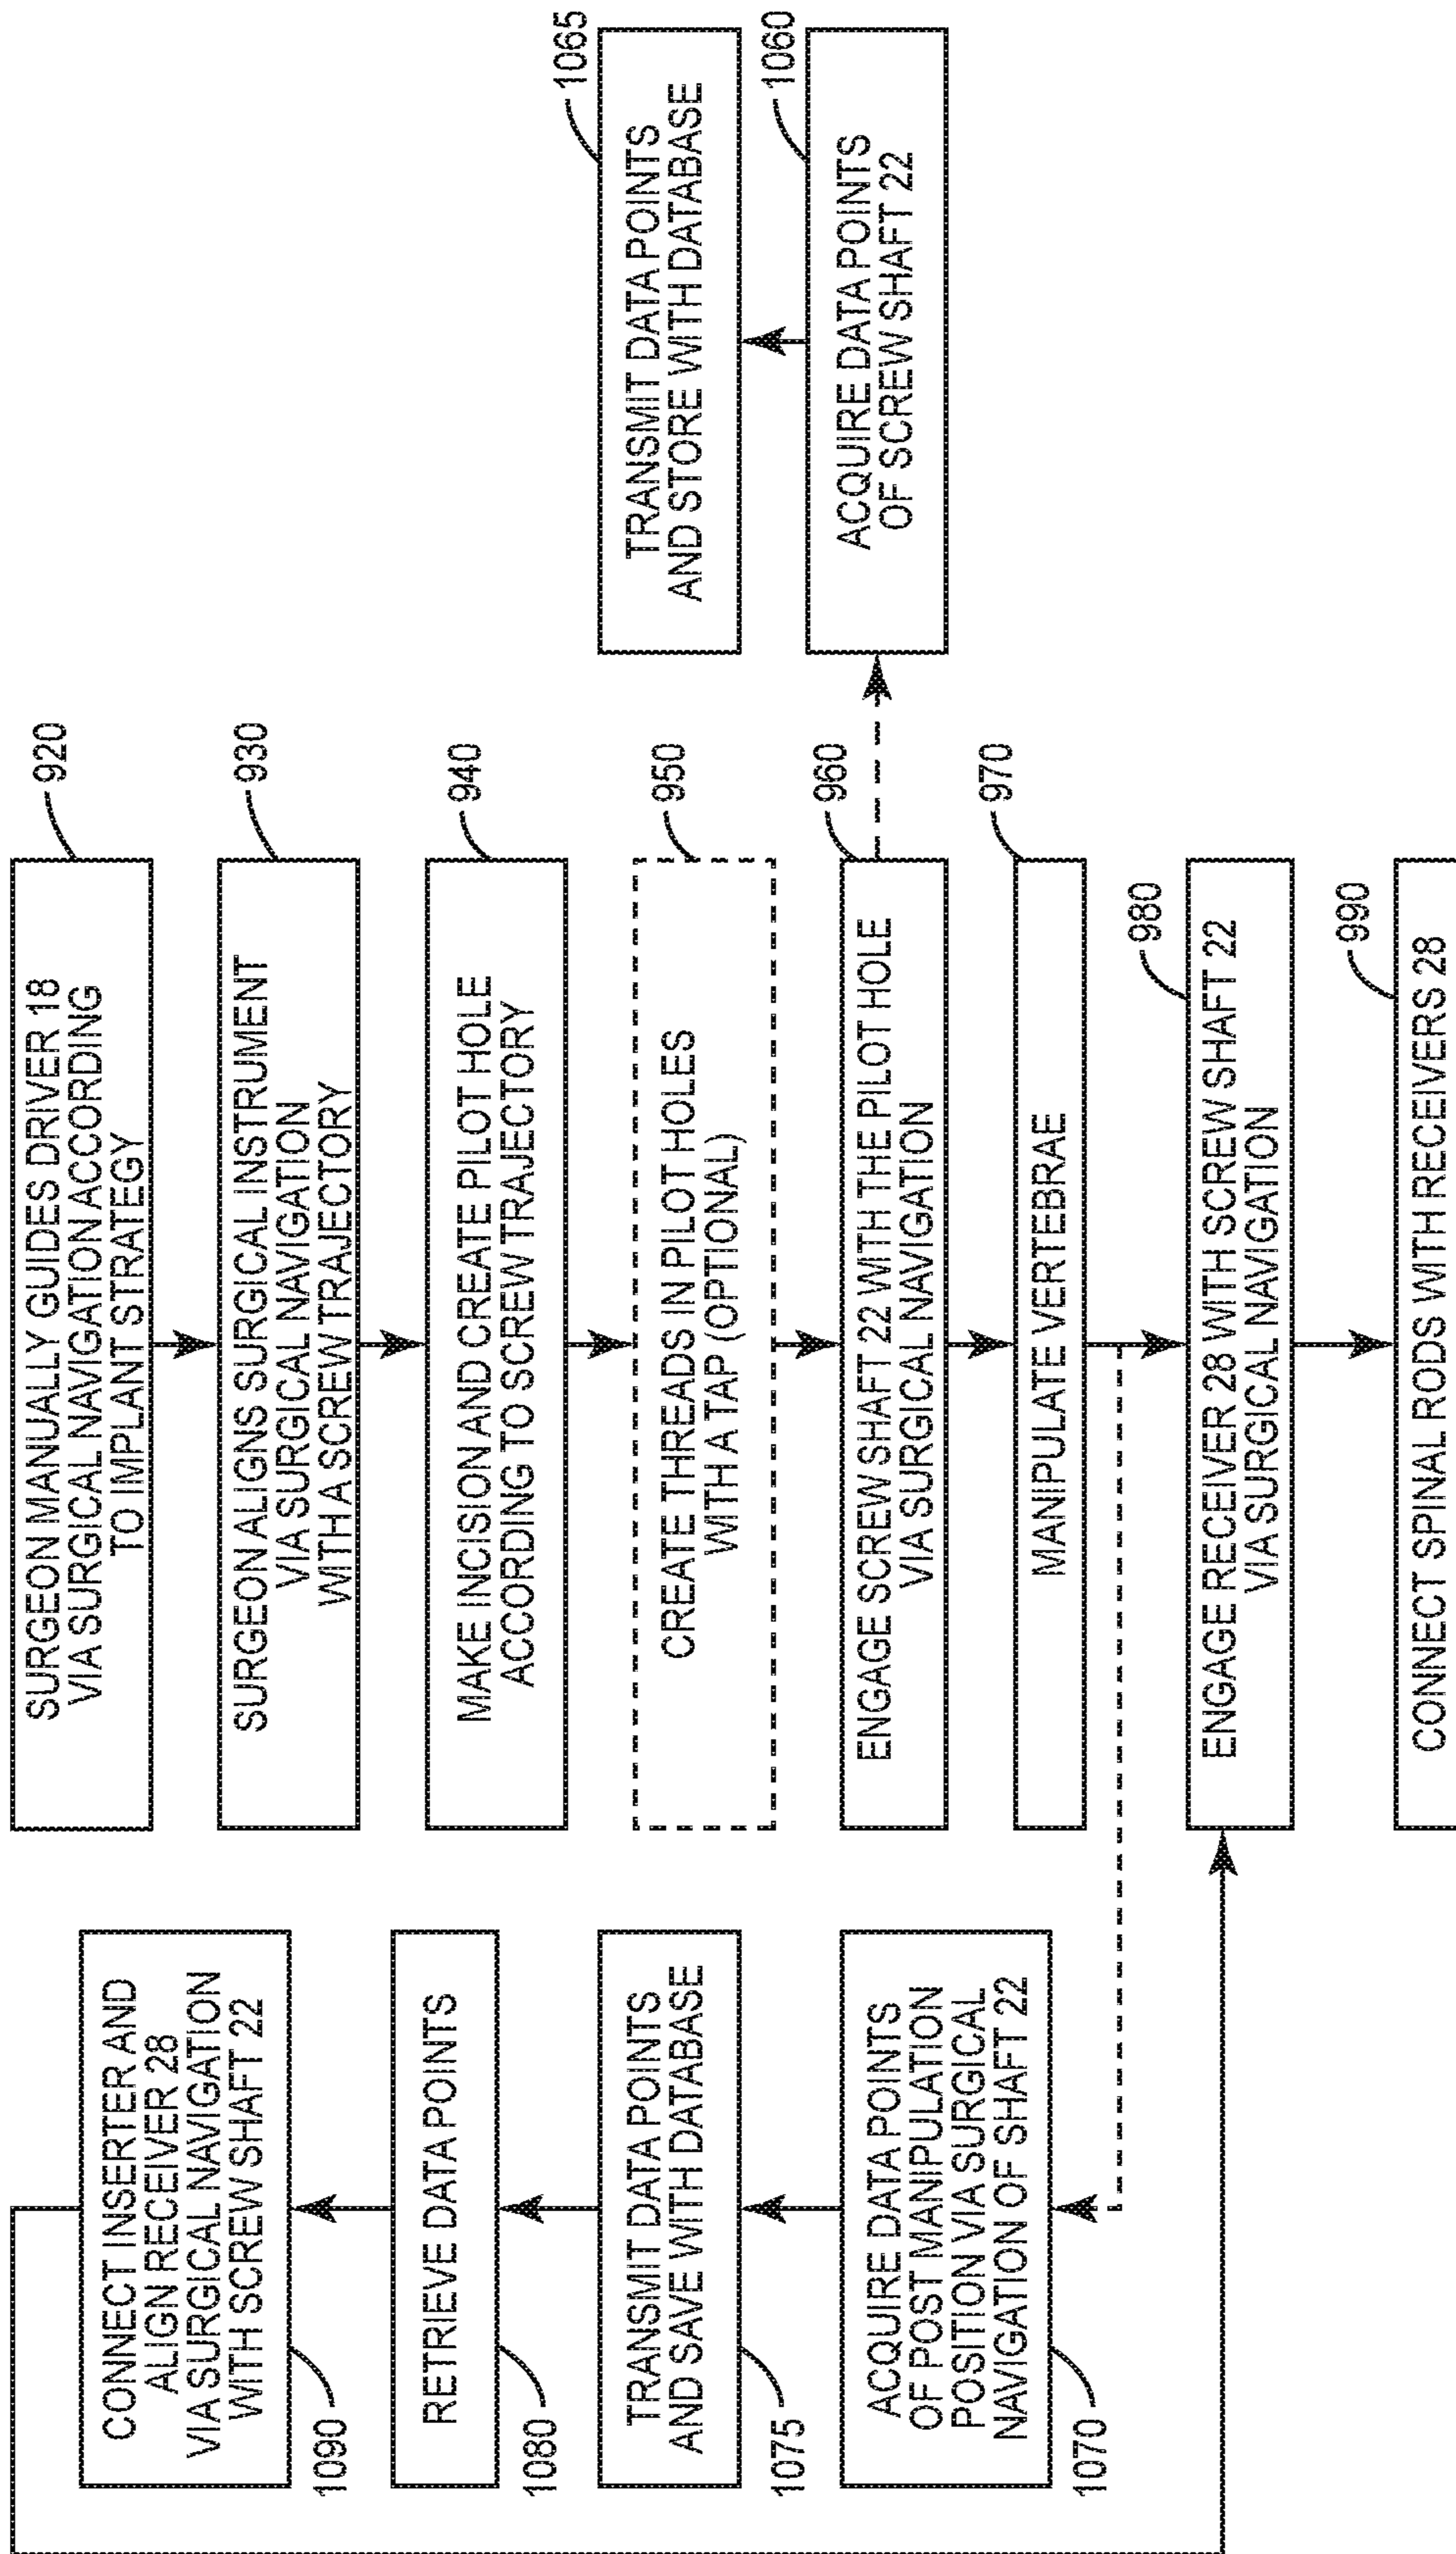 SURGEON MANUALLY GUIDES DRIVER 18
VIA SURGICAL NAVIGATION ACCORDING
TO IMPLANT STRATEGY
920
SURGEON ALIGNS SURGICAL INSTRUMENT
VIA SURGICAL NAVIGATION
WITH A SCREW TRAJECTORY
930
MAKE INCISION AND CREATE PILOT HOLE
ACCORDING TO SCREW TRAJECTORY
940
CREATE THREADS IN PILOT HOLES
WITH A TAP (OPTIONAL)
950
ENGAGE SCREW SHAFT 22 WITH THE PILOT HOLE
VIA SURGICAL NAVIGATION
960
MANIPULATE VERTEBRAE
970
ENGAGE RECEIVER 28 WITH SCREW SHAFT 22
VIA SURGICAL NAVIGATION
980
CONNECT SPINAL RODS WITH RECEIVERS 28
990
TRANSMIT DATA POINTS
AND STORE WITH DATABASE
1065
ACQUIRE DATA POINTS
OF SCREW SHAFT 22
1060
CONNECT INSERTER AND
ALIGN RECEIVER 28
VIA SURGICAL NAVIGATION
WITH SCREW SHAFT 22
1090
RETRIEVE DATA POINTS
1080
TRANSMIT DATA POINTS
AND SAVE WITH DATABASE
1075
ACQUIRE DATA POINTS
OF POST MANIPULATION
POSITION VIA SURGICAL
NAVIGATION OF SHAFT 22
1070